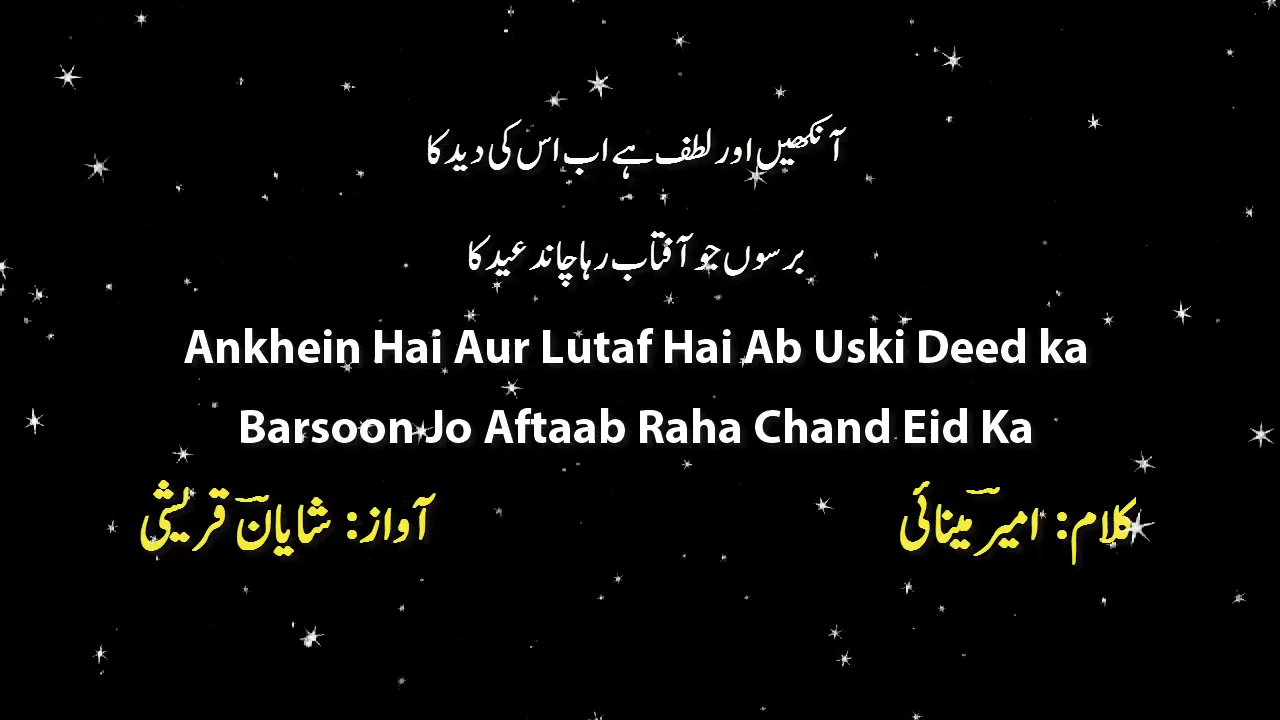 آنکھیں اور لطف ہے اب اس کی دید کا
برسوں جو آفتاب رہا چاند عید کا
Ankhein Hai Aur Lutaf Hai Ab Uski Deed ka
Barsoon Jo Aftaab Raha Chand Eid Ka
کلام: امیر مینائی آواز: شایان قریشی